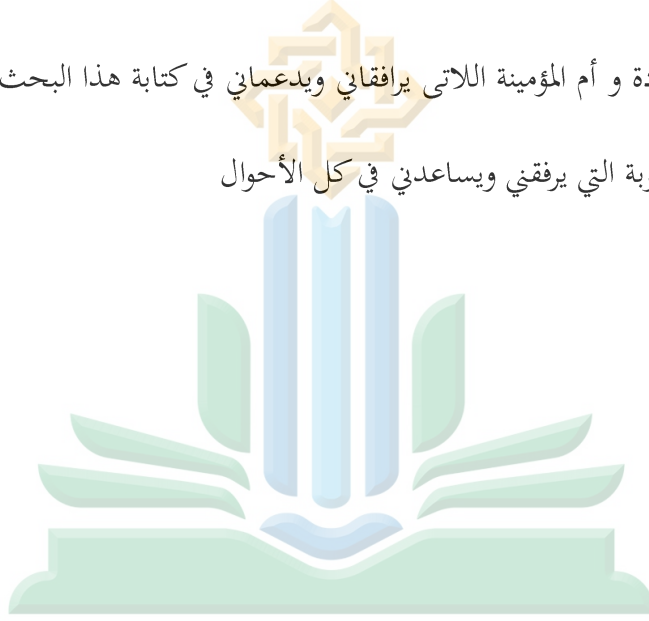 و أم المؤمينة اللاتى يرافقاني ويدعماني في كتابة هذا البحث
التي يرفقني ويساعدني في كل الأحوال